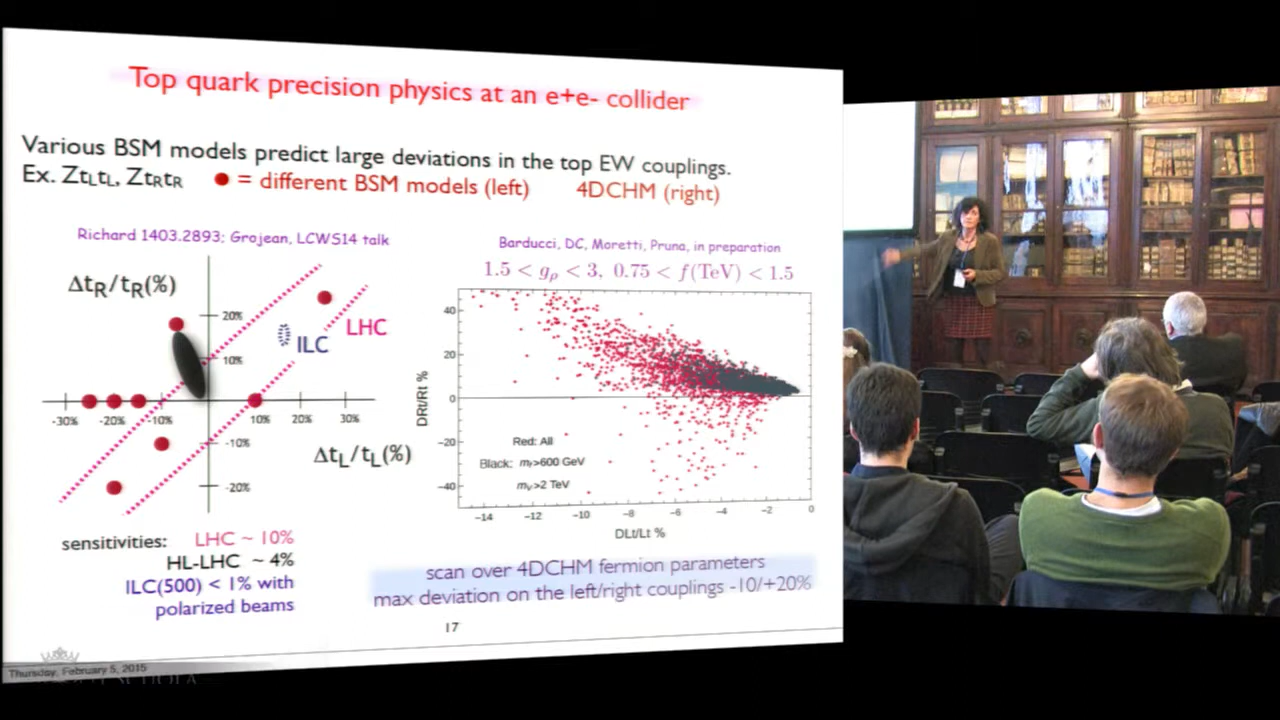 Top quark precision physics at an e+e- collider
Various BSM models predict large deviations in the top EW couplings.
Ex. ZtLtL, ZtRtR ● = different BSM models (left) 4DCHM (right)
Richard 1403.2893; Grojean, LCWS14 talk
ΔtR/tR(%)
20%
10%
ILC
LHC
-30% -20% -10% 10% 20% 30%
-10%
-20%
ΔtL/tL(%)
sensitivities: LHC ~ 10%
HL-LHC ~ 4%
ILC(500) < 1% with
polarized beams
Barducci, DC, Moretti, Pruna, in preparation
1.5 < gρ < 3, 0.75 < f(TeV) < 1.5
DRt/Rt %
40
20
0
−20
−40
Red: All
Black: mf>600 GeV
mV>2 TeV
−14 −12 −10 −8 −6 −4 −2 0
DLt/Lt %
scan over 4DCHM fermion parameters
max deviation on the left/right couplings -10/+20%
17
Thursday, February 5, 2015